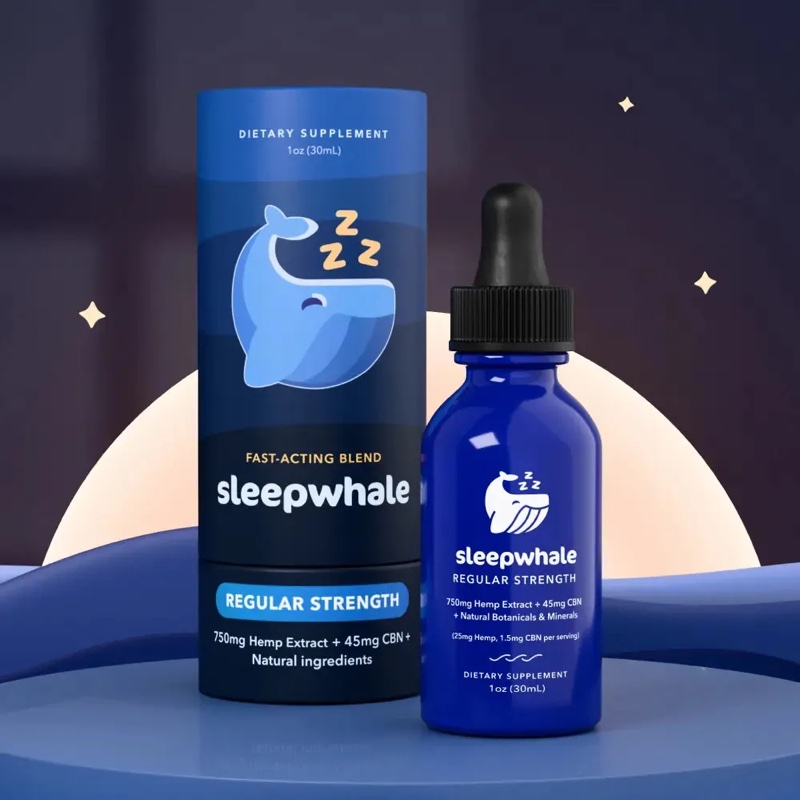 DIETARY SUPPLEMENT
1oz (30mL)
Z
Z Z
FAST-ACTING BLEND
sleepwhale
REGULAR STRENGTH
750mg Hemp Extract + 45mg CBN +
Natural ingredients
Z
Z Z
sleepwhale
REGULAR STRENGTH
750mg Hemp Extract + 45mg CBN
+ Natural Botanicals & Minerals
(25mg Hemp, 1.5mg CBN per serving)
DIETARY SUPPLEMENT
1oz (30mL)